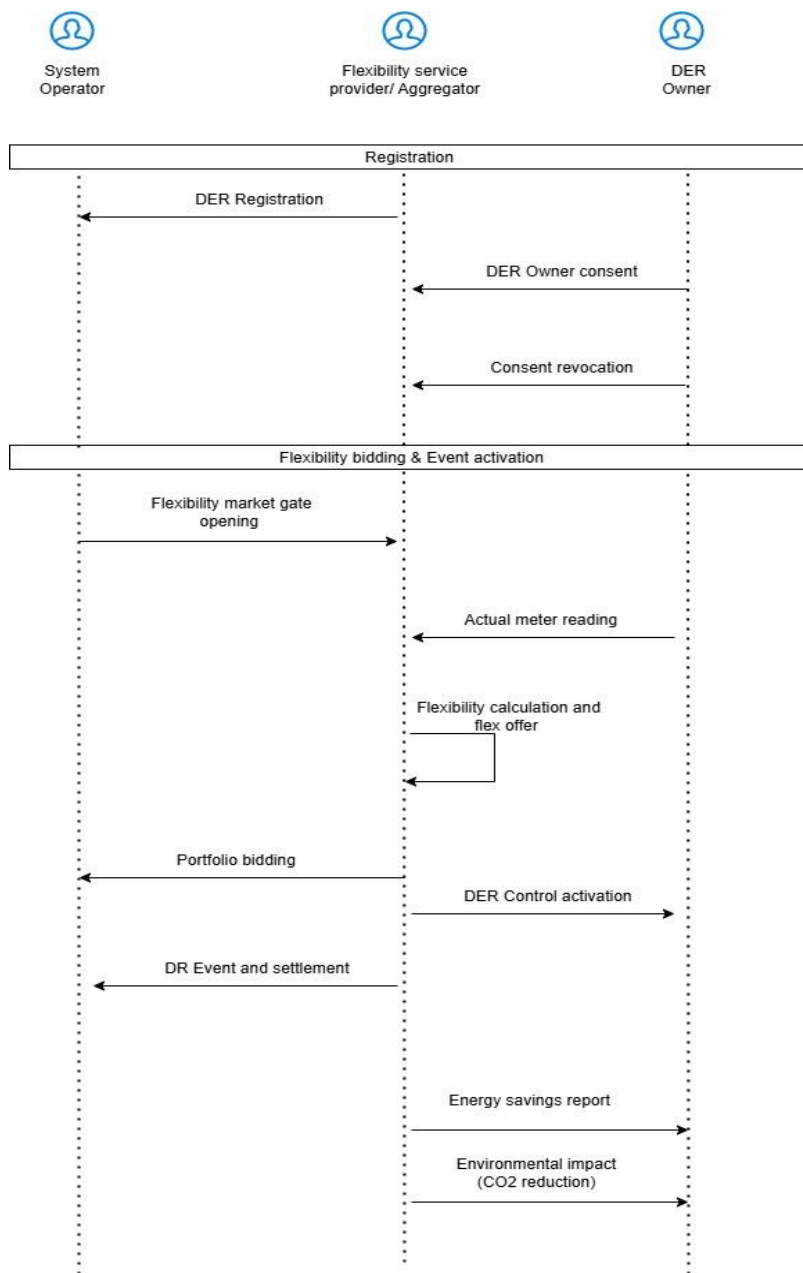 System
Operator
Flexibility service
provider/ Aggregator
DER
Owner
Registration
DER Registration
DER Owner consent
Consent revocation
Flexibility bidding & Event activation
Flexibility market gate
opening
Actual meter reading
Flexibility calculation and
flex offer
Portfolio bidding
DER Control activation
DR Event and settlement
Energy savings report
Environmental impact
(CO2 reduction)